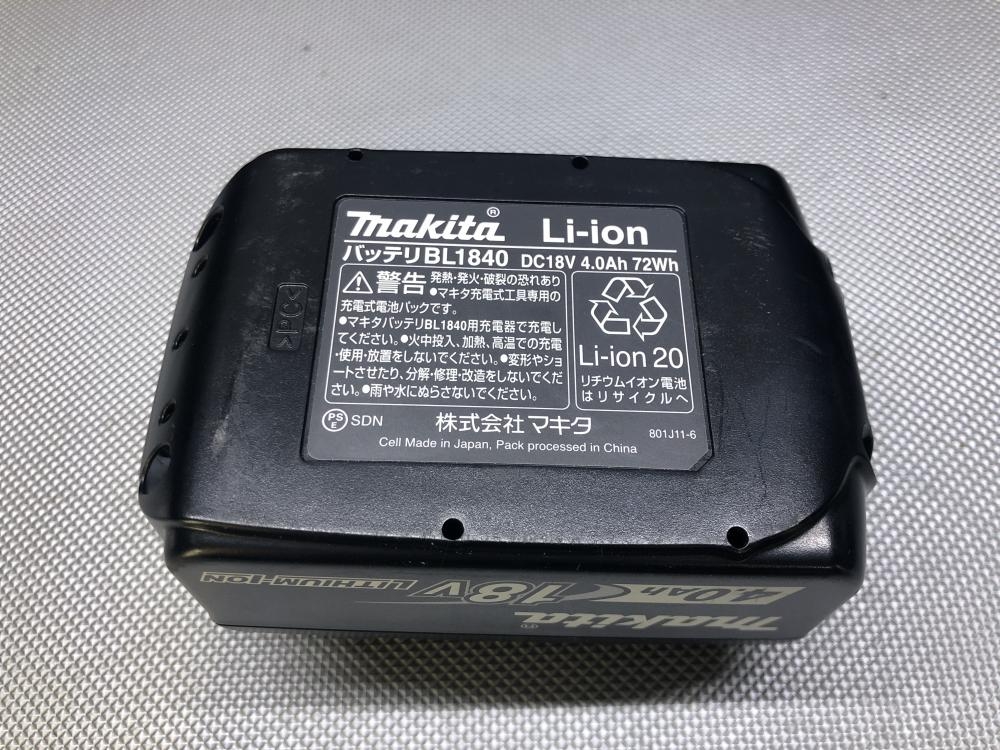 makita® Li-ion
バッテリBL1840 DC18V 4.0Ah 72Wh
警告 発熱・発火・破裂の恐れあり
●マキタ充電式工具専用の
充電式電池パックです。
●マキタバッテリBL1840用充電器で充電し
てください。●火中投入、加熱、高温での充電
・使用・放置をしないでください。●変形やショ
ートさせたり、分解・修理・改造をしないでくだ
さい。●雨や水にぬらさないでください。
Li-ion 20
リチウムイオン電池
はリサイクルへ
PSE SDN 株式会社マキタ 801J11-6
Cell Made in Japan, Pack processed in China
>PC<
makita®
4.0Ah 18V LITHIUM-ION